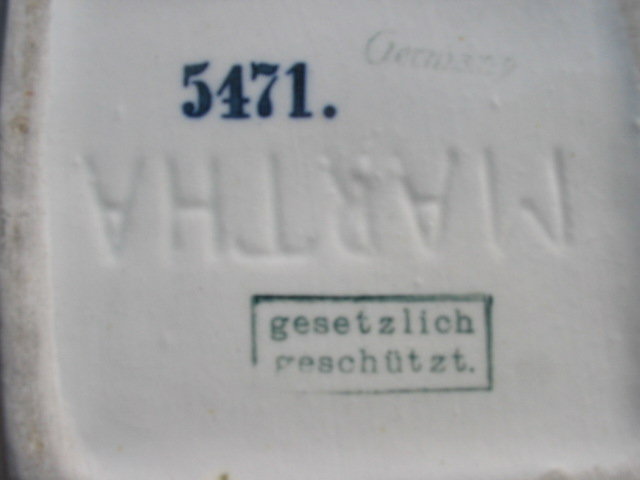 Germany
5471.
MARTHA
gesetzlich
geschützt.